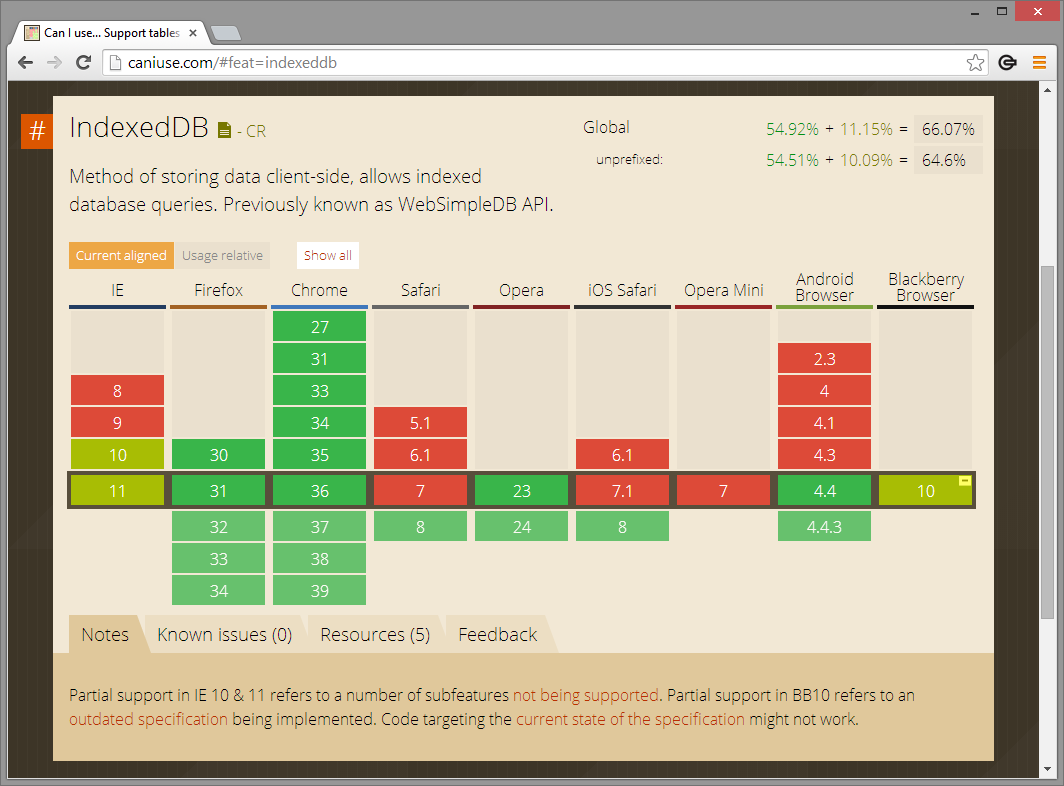 Can I use... Support tables
caniuse.com/#feat=indexeddb
# IndexedDB - CR
Global 54.92% + 11.15% = 66.07%
unprefixed: 54.51% + 10.09% = 64.6%
Method of storing data client-side, allows indexed
database queries. Previously known as WebSimpleDB API.
Current aligned Usage relative Show all
IE Firefox Chrome Safari Opera iOS Safari Opera Mini Android Browser Blackberry Browser
27
31 2.3
8 33 4
9 34 5.1 4.1
10 30 35 6.1 6.1 4.3
11 31 36 7 23 7.1 7 4.4 10
32 37 8 24 8 4.4.3
33 38
34 39
Notes Known issues (0) Resources (5) Feedback
Partial support in IE 10 & 11 refers to a number of subfeatures not being supported. Partial support in BB10 refers to an
outdated specification being implemented. Code targeting the current state of the specification might not work.